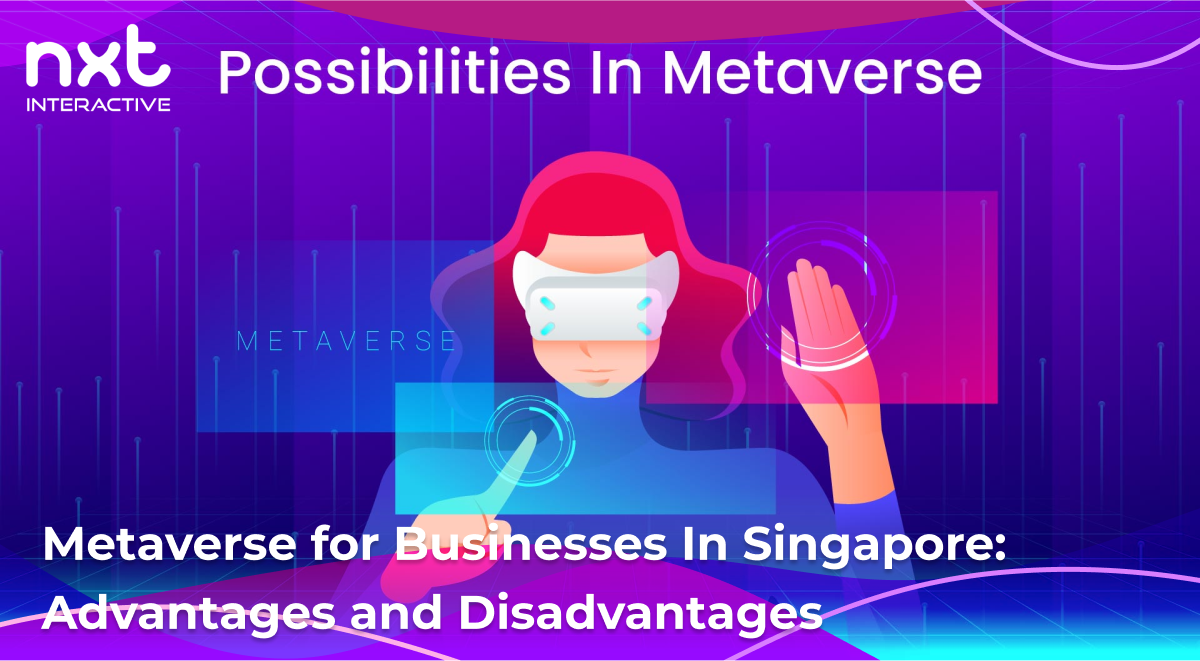 nxt
INTERACTIVE
Possibilities In Metaverse
METAVERSE
Metaverse for Businesses In Singapore:
Advantages and Disadvantages